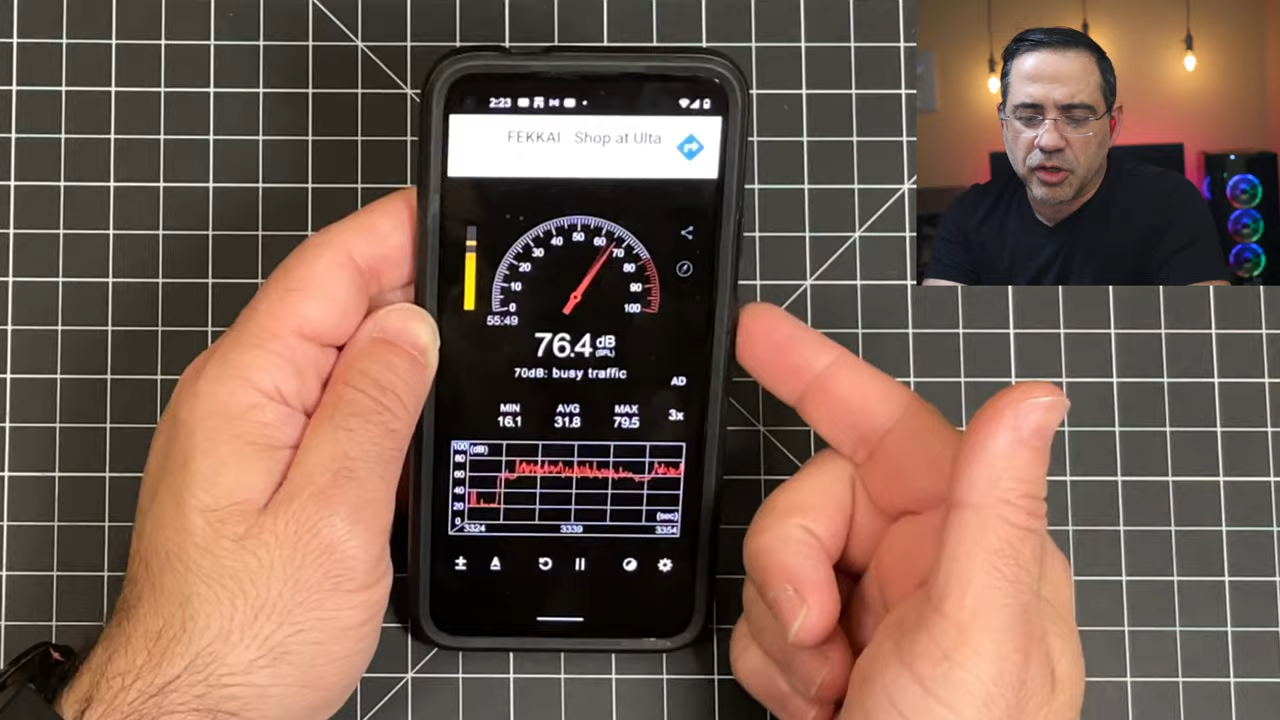 2:23
FEKKAI Shop at Ulta
0 10 20 30 40 50 60 70 80 90 100
55:49
76.4 dB
(SPL)
70dB: busy traffic
AD
MIN AVG MAX
16.1 31.8 79.5
3x
100 (dB)
80
60
40
20
0
(sec)
3324 3339 3354
A